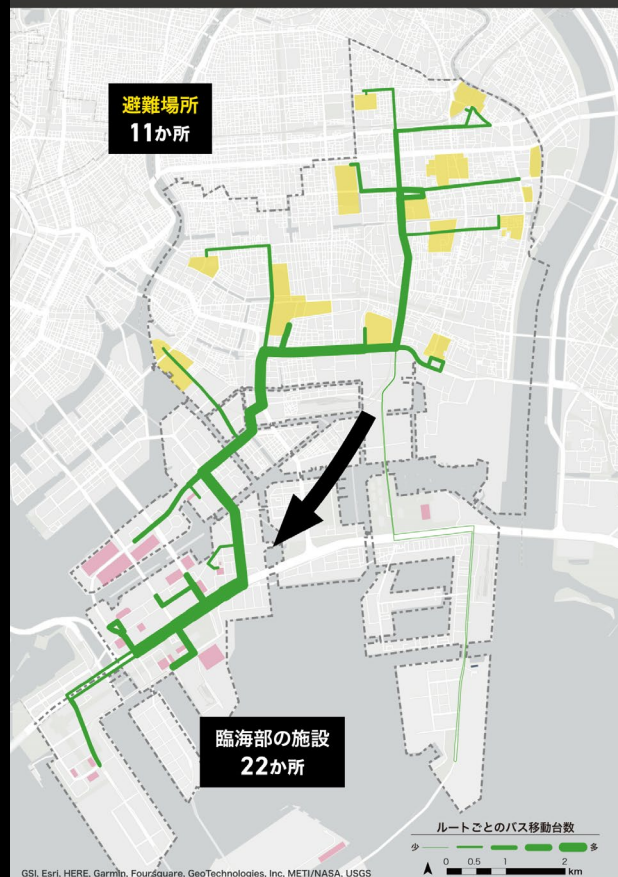 避難場所
11か所
臨海部の施設
22か所
ルートごとのバス移動台数
少 多
0 0.5 1 2
km
GSI, Esri, HERE, Garmin, Foursquare, GeoTechnologies, Inc, METI/NASA, USGS